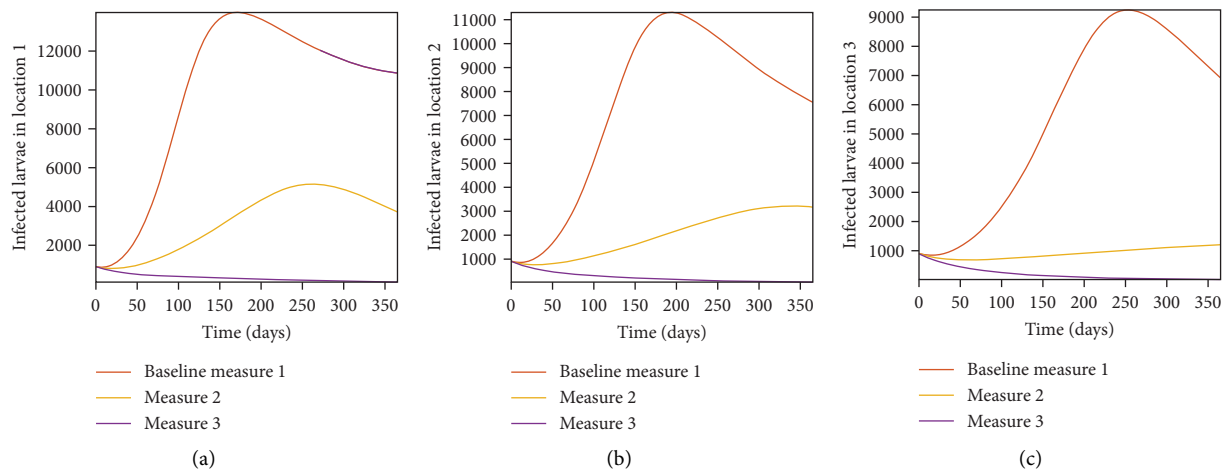 Infected larvae in location 1
12000
10000
8000
6000
4000
2000
0 50 100 150 200 250 300 350
Time (days)
Baseline measure 1
Measure 2
Measure 3
(a)
Infected larvae in location 2
11000
10000
9000
8000
7000
6000
5000
4000
3000
2000
1000
0 50 100 150 200 250 300 350
Time (days)
Baseline measure 1
Measure 2
Measure 3
(b)
Infected larvae in location 3
9000
8000
7000
6000
5000
4000
3000
2000
1000
0 50 100 150 200 250 300 350
Time (days)
Baseline measure 1
Measure 2
Measure 3
(c)